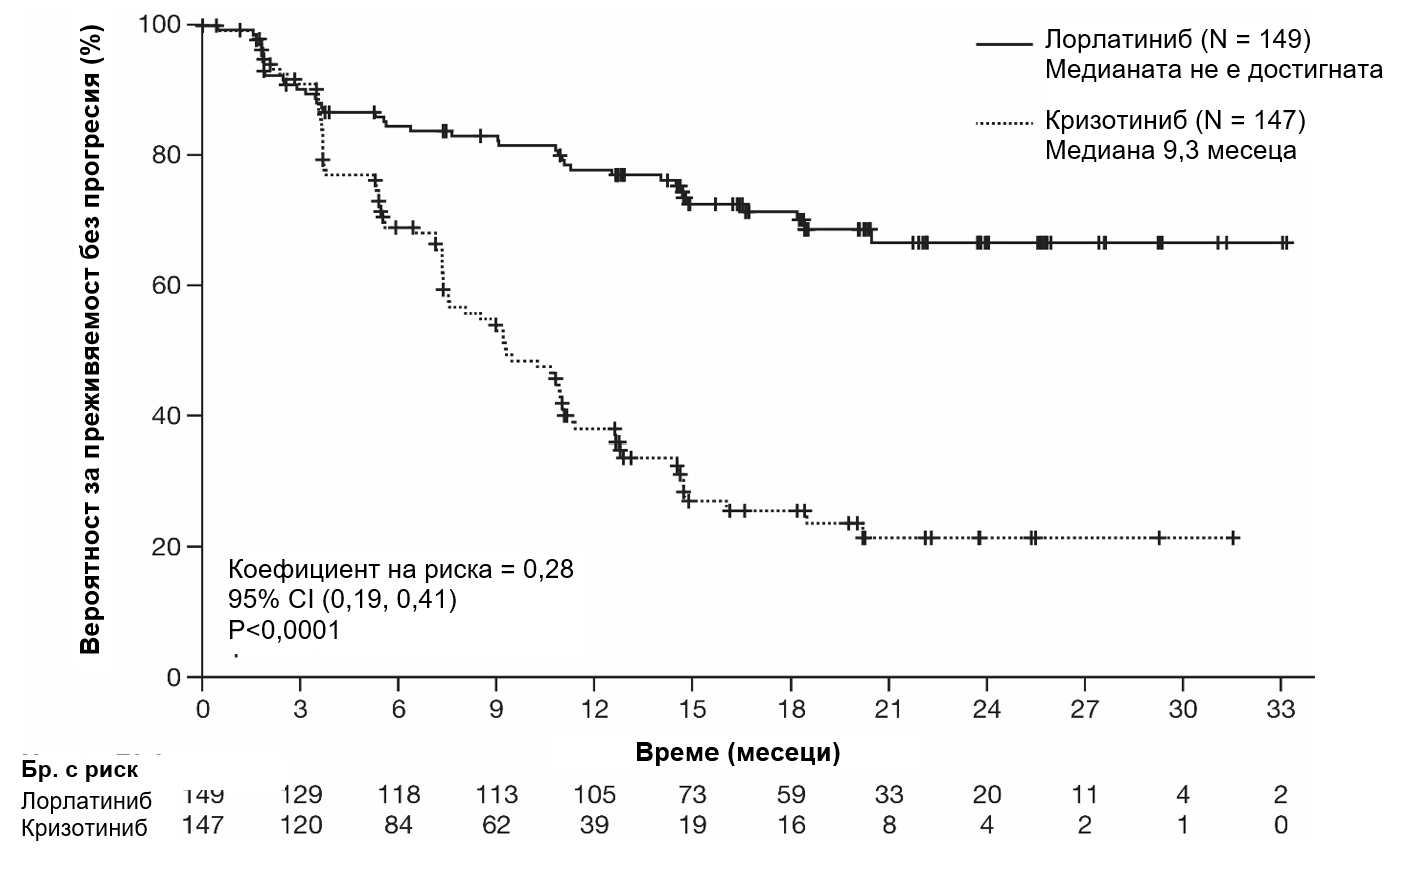 Вероятност за преживяемост без прогресия (%)
100
80
60
40
20
0
Лорлатиниб (N = 149)
Медианата не е достигната
Кризотиниб (N = 147)
Медиана 9,3 месеца
Коефициент на риска = 0,28
95% CI (0,19, 0,41)
P<0,0001
0 3 6 9 12 15 18 21 24 27 30 33
Време (месеци)
Бр. с риск
Лорлатиниб 149 129 118 113 105 73 59 33 20 11 4 2
Кризотиниб 147 120 84 62 39 19 16 8 4 2 1 0